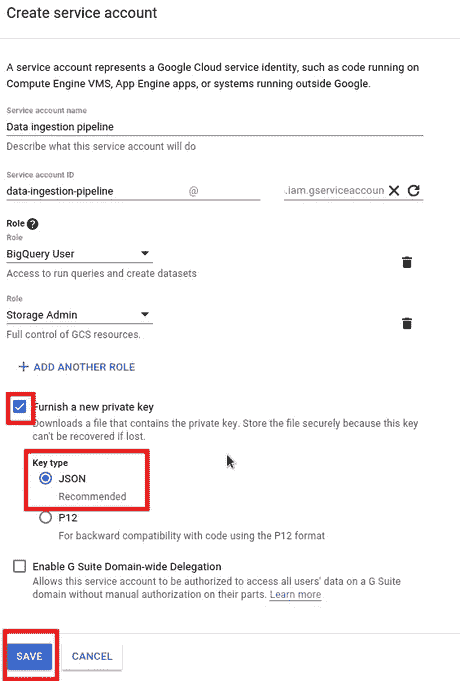 Create service account
A service account represents a Google Cloud service identity, such as code running on
Compute Engine VMS, App Engine apps, or systems running outside Google.
Service account name
Data ingestion pipeline
Describe what this service account will do
Service account ID
data-ingestion-pipeline @ .iam.gserviceaccoun
Role
Role
BigQuery User
Access to run queries and create datasets
Role
Storage Admin
Full control of GCS resources.
+ ADD ANOTHER ROLE
Furnish a new private key
Downloads a file that contains the private key. Store the file securely because this key
can't be recovered if lost.
Key type
JSON
Recommended
P12
For backward compatibility with code using the P12 format
Enable G Suite Domain-wide Delegation
Allows this service account to be authorized to access all users' data on a G Suite
domain without manual authorization on their parts. Learn more
SAVE CANCEL